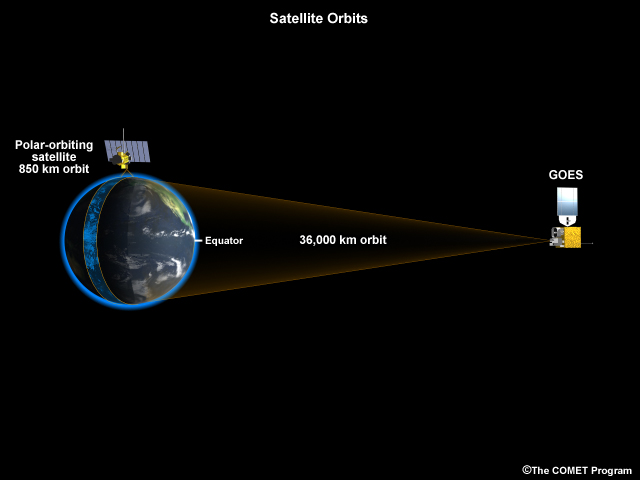 Satellite Orbits
Polar-orbiting
satellite
850 km orbit
GOES
Equator
36,000 km orbit
©The COMET Program